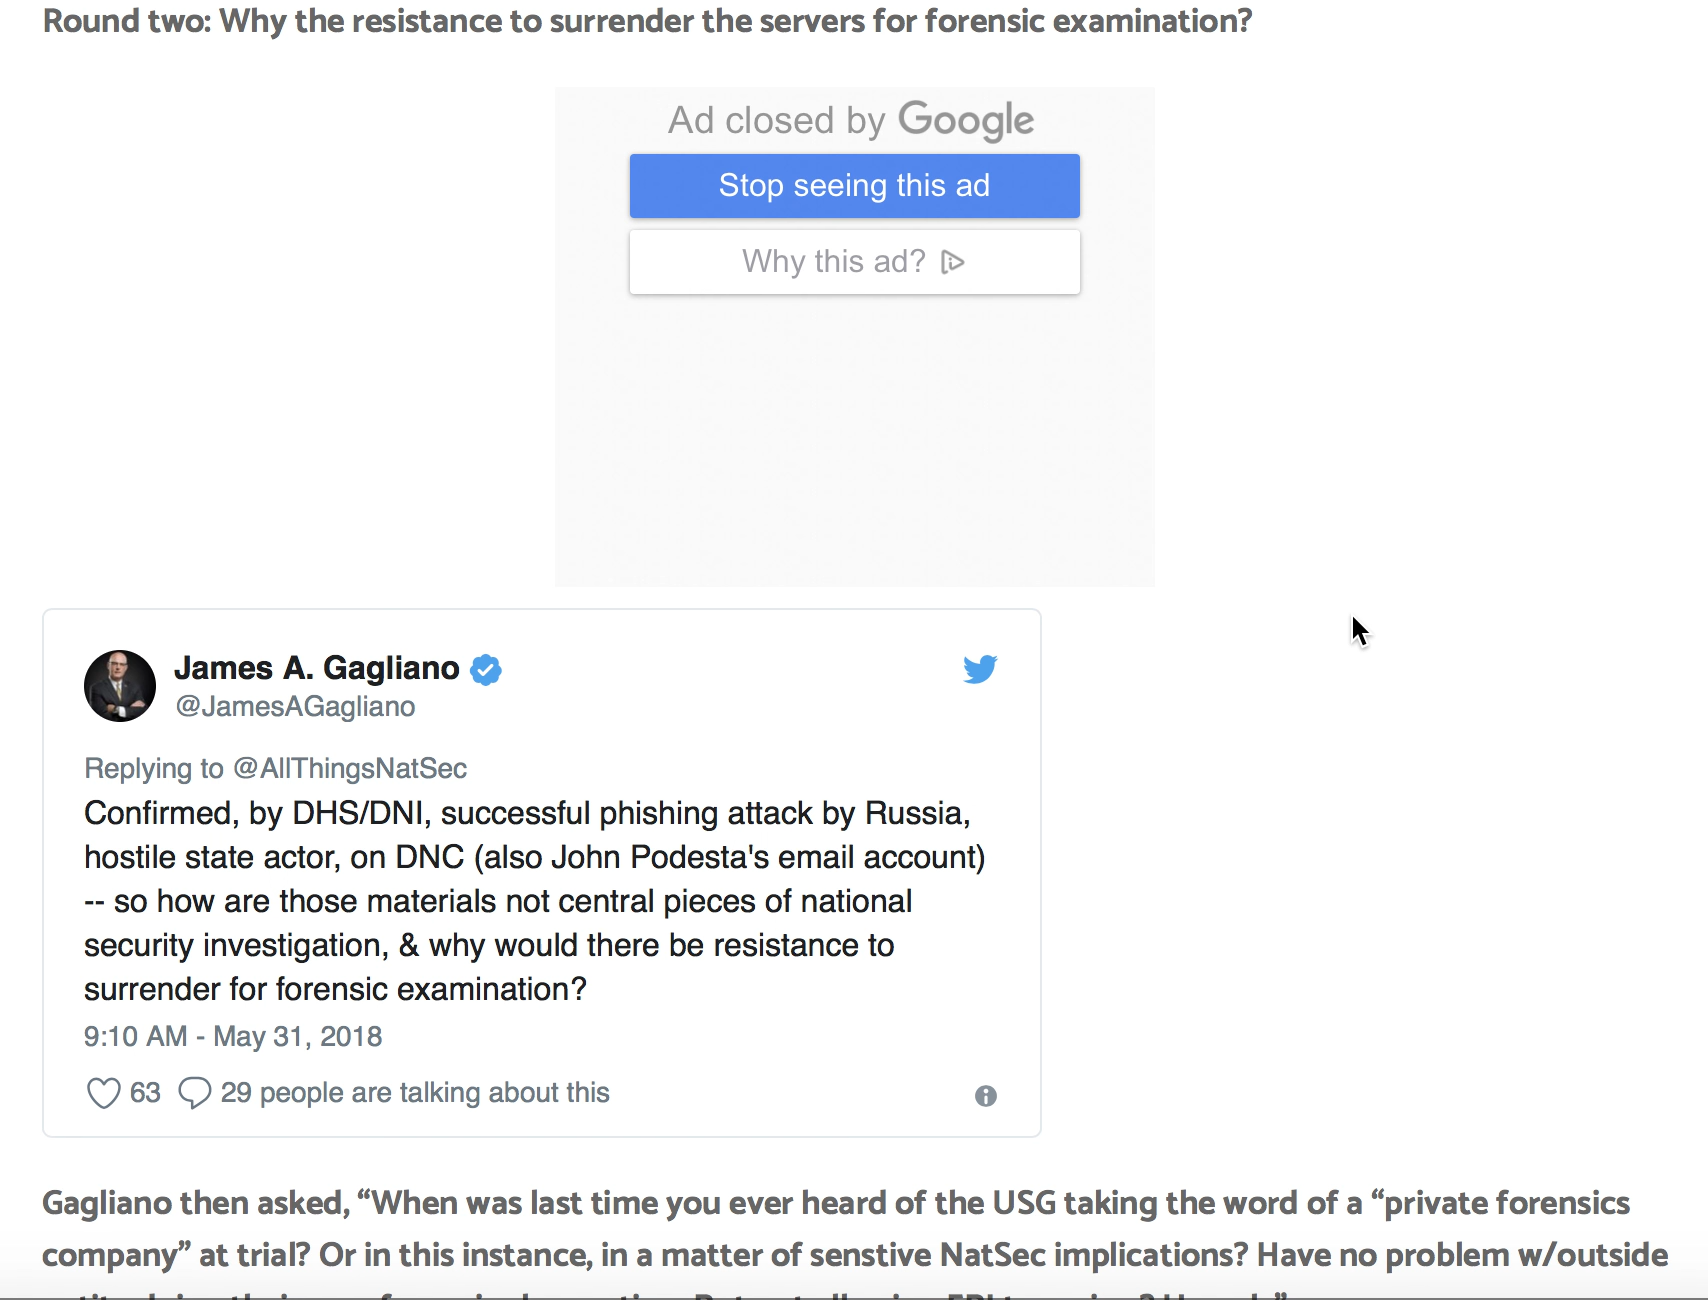 Round two: Why the resistance to surrender the servers for forensic examination?
Ad closed by Google
Stop seeing this ad
Why this ad?
James A. Gagliano
@JamesAGagliano
Replying to @AllThingsNatSec
Confirmed, by DHS/DNI, successful phishing attack by Russia,
hostile state actor, on DNC (also John Podesta's email account)
-- so how are those materials not central pieces of national
security investigation, & why would there be resistance to
surrender for forensic examination?
9:10 AM - May 31, 2018
63 29 people are talking about this
Gagliano then asked, “When was last time you ever heard of the USG taking the word of a “private forensics
company” at trial? Or in this instance, in a matter of senstive NatSec implications? Have no problem w/outside